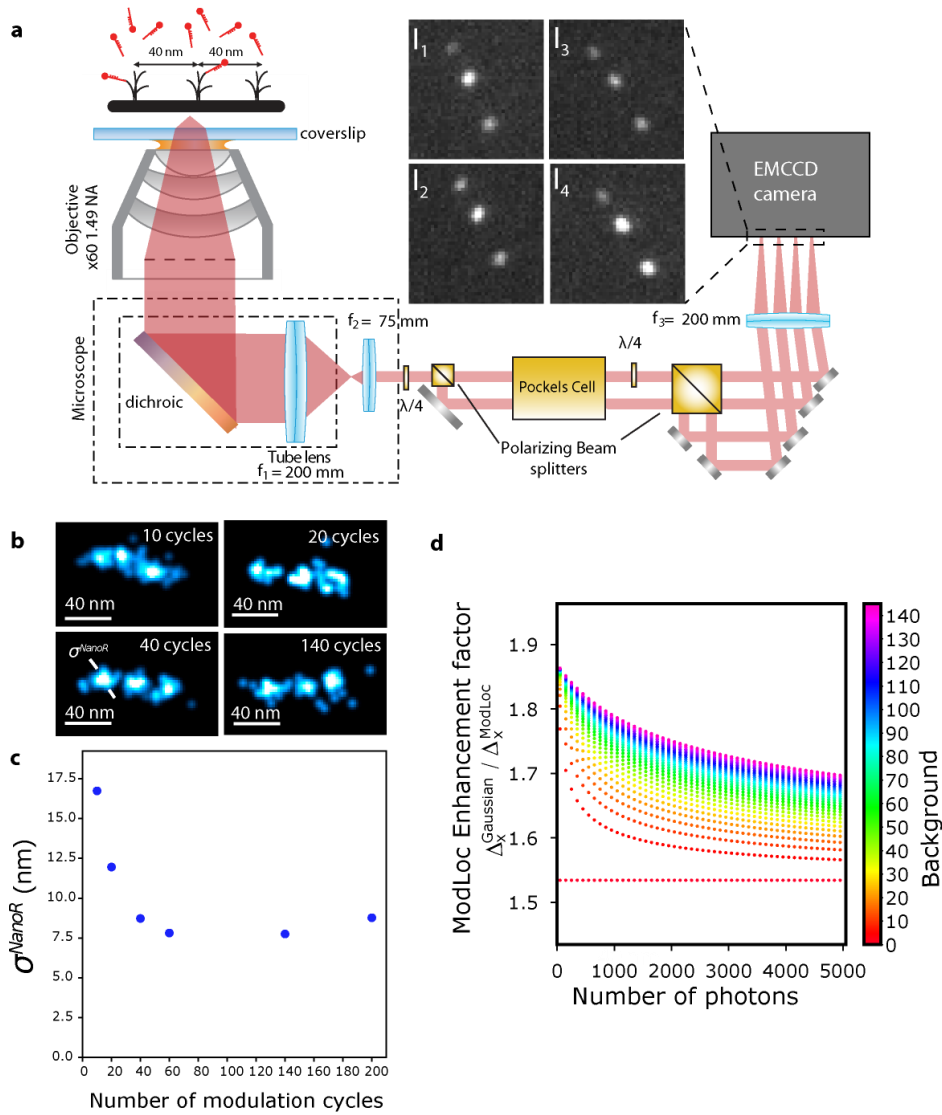 a
40 nm
40 nm
coverslip
Objective
x60 1.49 NA
I1
I3
I2
I4
EMCCD
camera
f3= 200 mm
Microscope
dichroic
Tube lens
f1 = 200 mm
f2= 75 mm
λ/4
Pockels Cell
λ/4
Polarizing Beam
splitters
b
10 cycles
40 nm
20 cycles
40 nm
40 cycles
σNanoR
40 nm
140 cycles
40 nm
c
σNanoR (nm)
17.5
15.0
12.5
10.0
7.5
5.0
2.5
0.0
0 20 40 60 80 100 120 140 160 180 200
Number of modulation cycles
d
ModLoc Enhancement factor
ΔxGaussian / ΔxModLoc
1.9
1.8
1.7
1.6
1.5
0 1000 2000 3000 4000 5000
Number of photons
140
130
120
110
100
90
80
70
60
50
40
30
20
10
0
Background